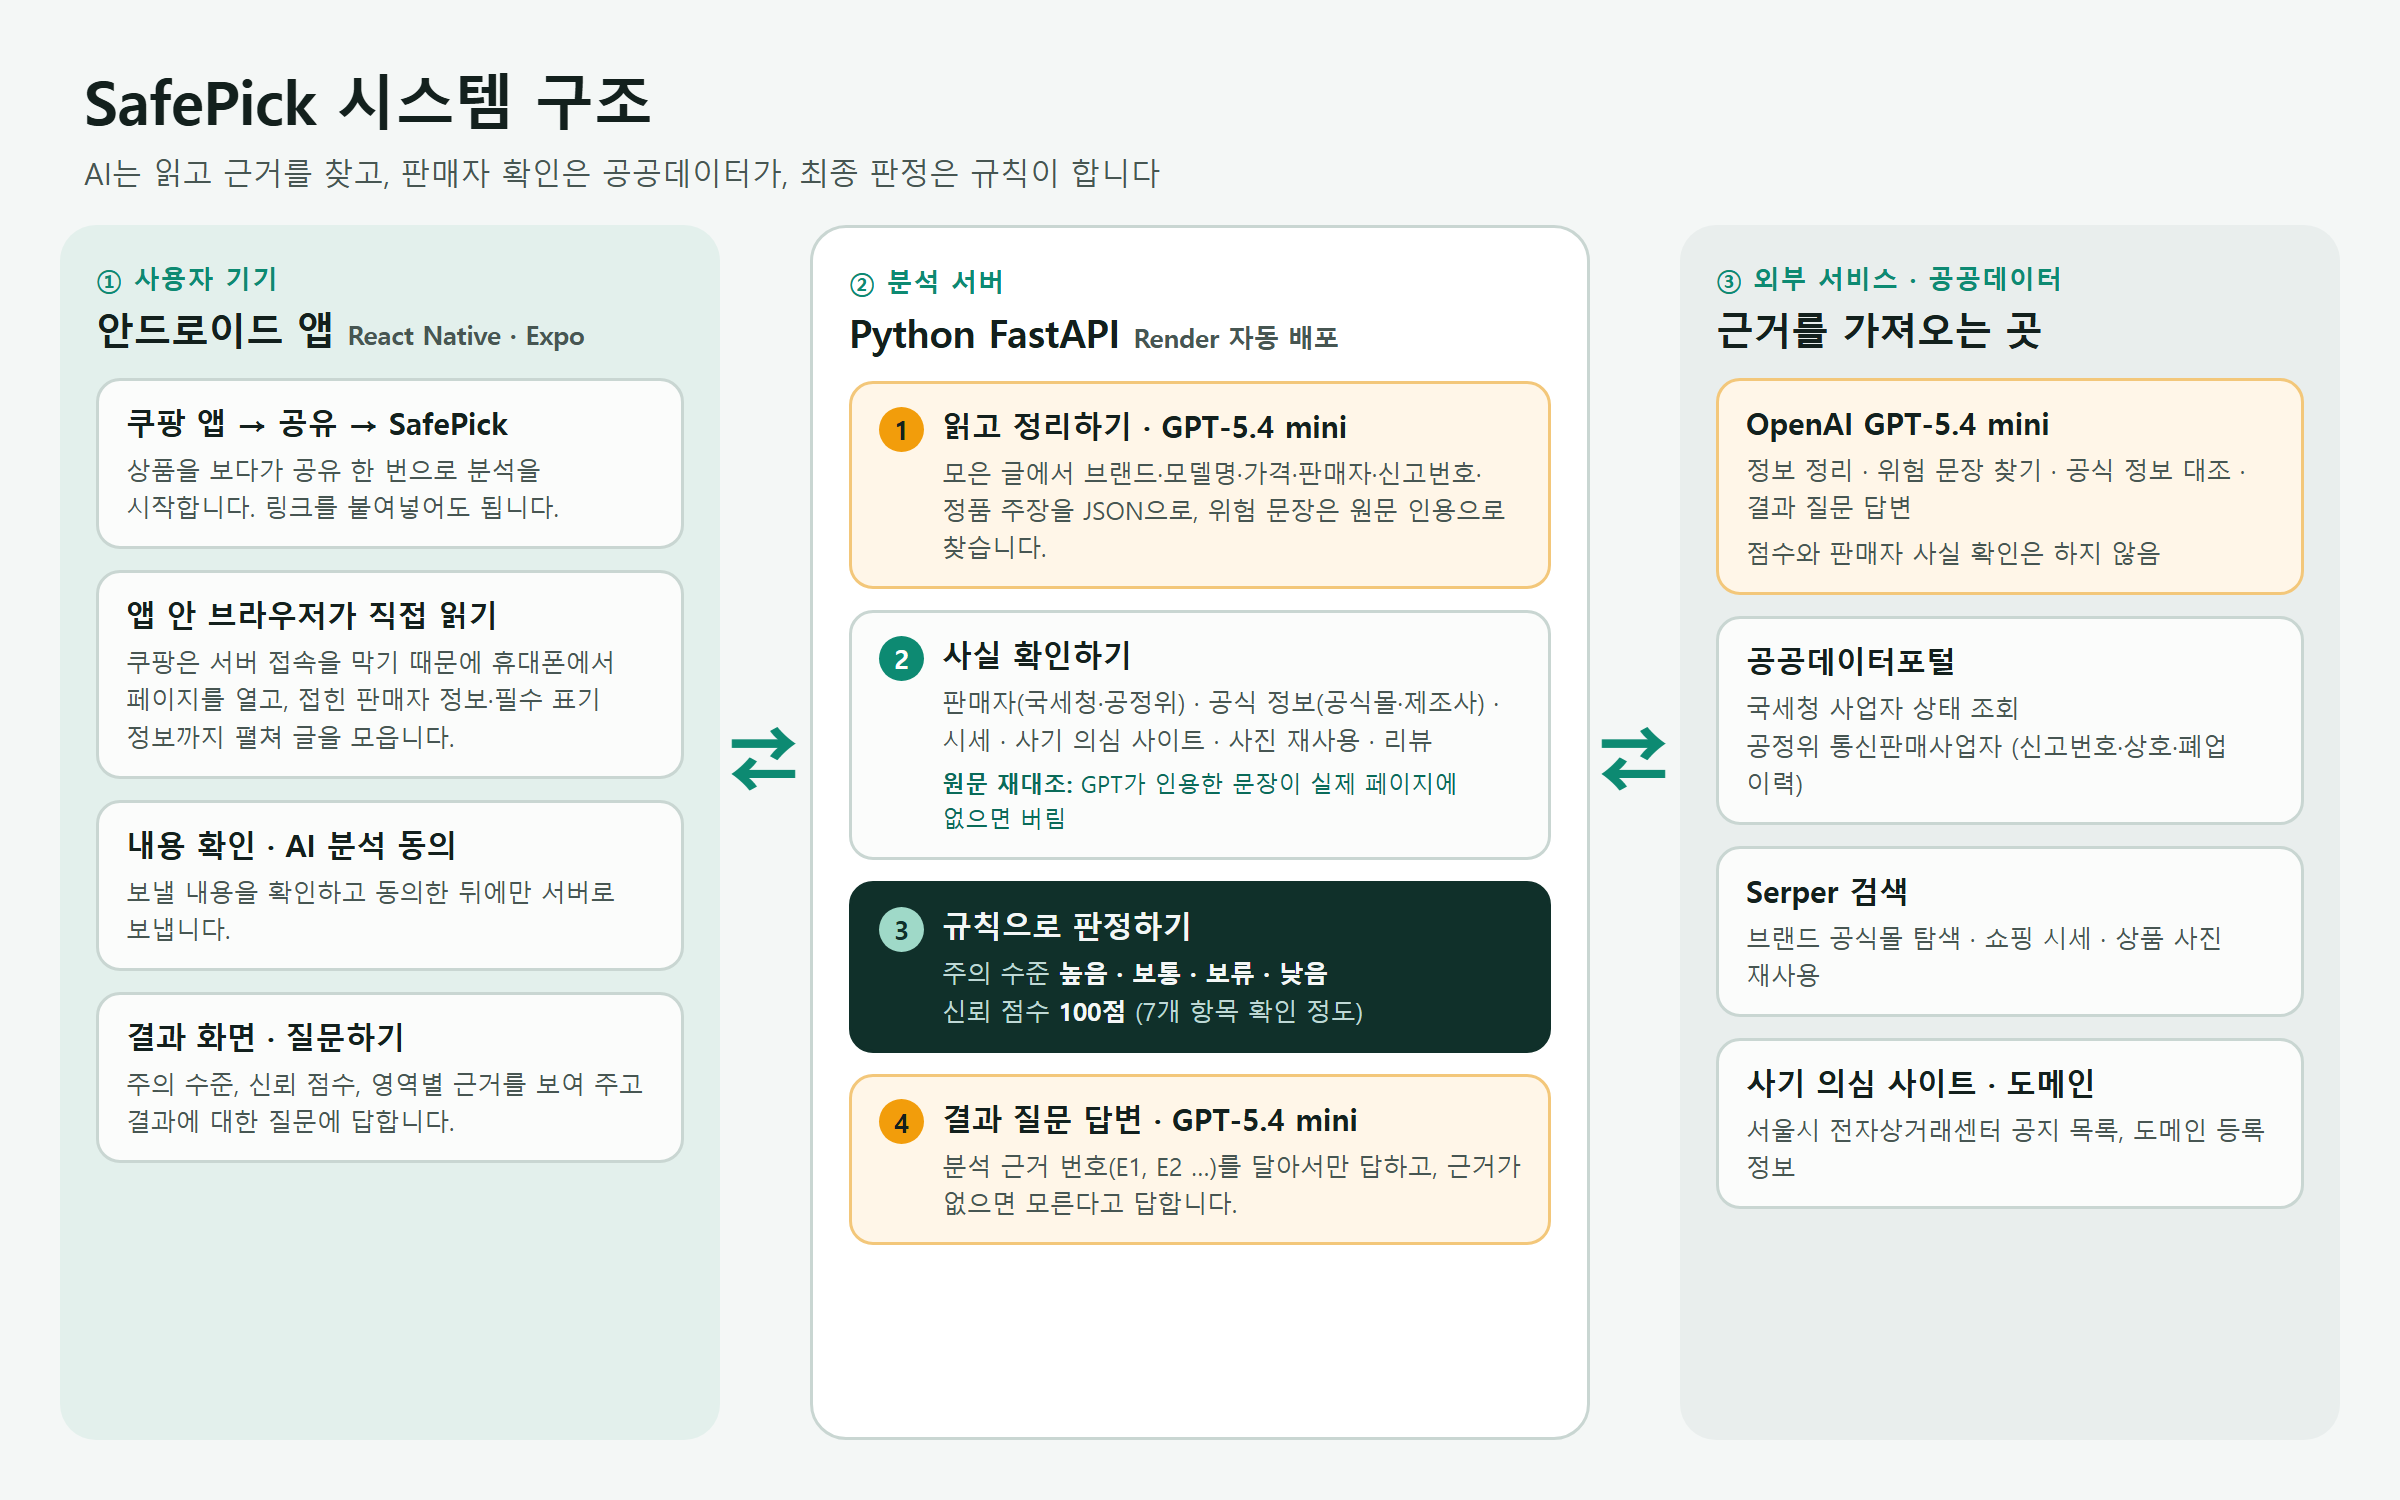 SafePick 시스템 구조
AI는 읽고 근거를 찾고, 판매자 확인은 공공데이터가, 최종 판정은 규칙이 합니다
① 사용자 기기
안드로이드 앱 React Native · Expo
쿠팡 앱 → 공유 → SafePick
상품을 보다가 공유 한 번으로 분석을
시작합니다. 링크를 붙여넣어도 됩니다.
앱 안 브라우저가 직접 읽기
쿠팡은 서버 접속을 막기 때문에 휴대폰에서
페이지를 열고, 접힌 판매자 정보·필수 표기
정보까지 펼쳐 글을 모읍니다.
내용 확인 · AI 분석 동의
보낼 내용을 확인하고 동의한 뒤에만 서버로
보냅니다.
결과 화면 · 질문하기
주의 수준, 신뢰 점수, 영역별 근거를 보여 주고
결과에 대한 질문에 답합니다.
⇄
② 분석 서버
Python FastAPI Render 자동 배포
1 읽고 정리하기 · GPT-5.4 mini
모은 글에서 브랜드·모델명·가격·판매자·신고번호·
정품 주장을 JSON으로, 위험 문장은 원문 인용으로
찾습니다.
2 사실 확인하기
판매자(국세청·공정위) · 공식 정보(공식몰·제조사) ·
시세 · 사기 의심 사이트 · 사진 재사용 · 리뷰
원문 재대조: GPT가 인용한 문장이 실제 페이지에
없으면 버림
3 규칙으로 판정하기
주의 수준 높음 · 보통 · 보류 · 낮음
신뢰 점수 100점 (7개 항목 확인 정도)
4 결과 질문 답변 · GPT-5.4 mini
분석 근거 번호(E1, E2 ...)를 달아서만 답하고, 근거가
없으면 모른다고 답합니다.
⇄
③ 외부 서비스 · 공공데이터
근거를 가져오는 곳
OpenAI GPT-5.4 mini
정보 정리 · 위험 문장 찾기 · 공식 정보 대조 ·
결과 질문 답변
점수와 판매자 사실 확인은 하지 않음
공공데이터포털
국세청 사업자 상태 조회
공정위 통신판매사업자 (신고번호·상호·폐업
이력)
Serper 검색
브랜드 공식몰 탐색 · 쇼핑 시세 · 상품 사진
재사용
사기 의심 사이트 · 도메인
서울시 전자상거래센터 공지 목록, 도메인 등록
정보